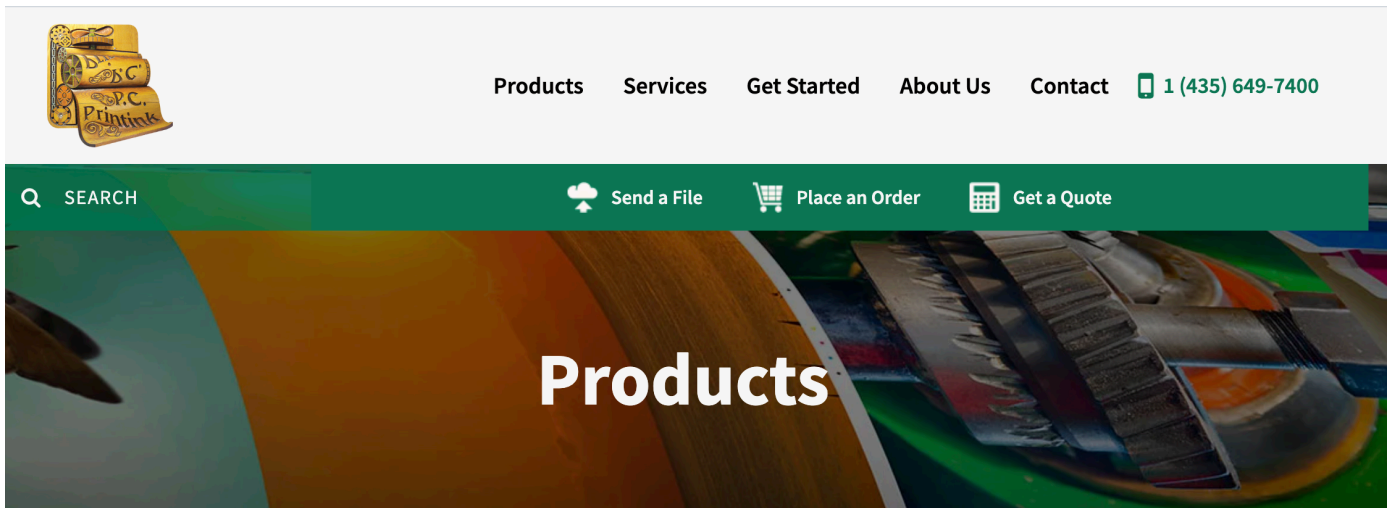 P.C.
Printink
Products Services Get Started About Us Contact 1 (435) 649-7400
SEARCH Send a File Place an Order Get a Quote
Products